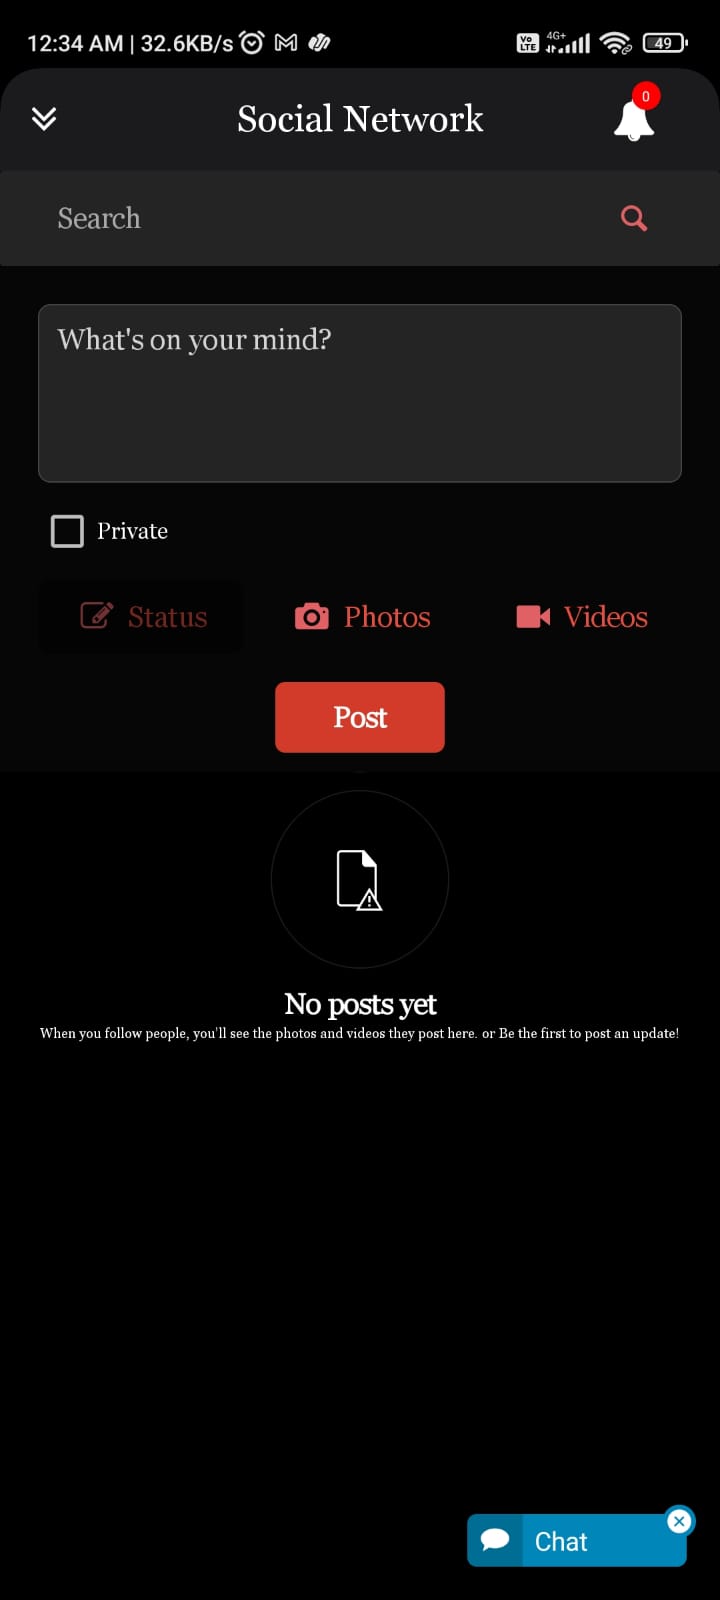 12:34 AM | 32.6KB/s
Vo LTE 4G+ 49
Social Network
0
Search
What's on your mind?
Private
Status Photos Videos
Post
No posts yet
When you follow people, you'll see the photos and videos they post here. or Be the first to post an update!
Chat